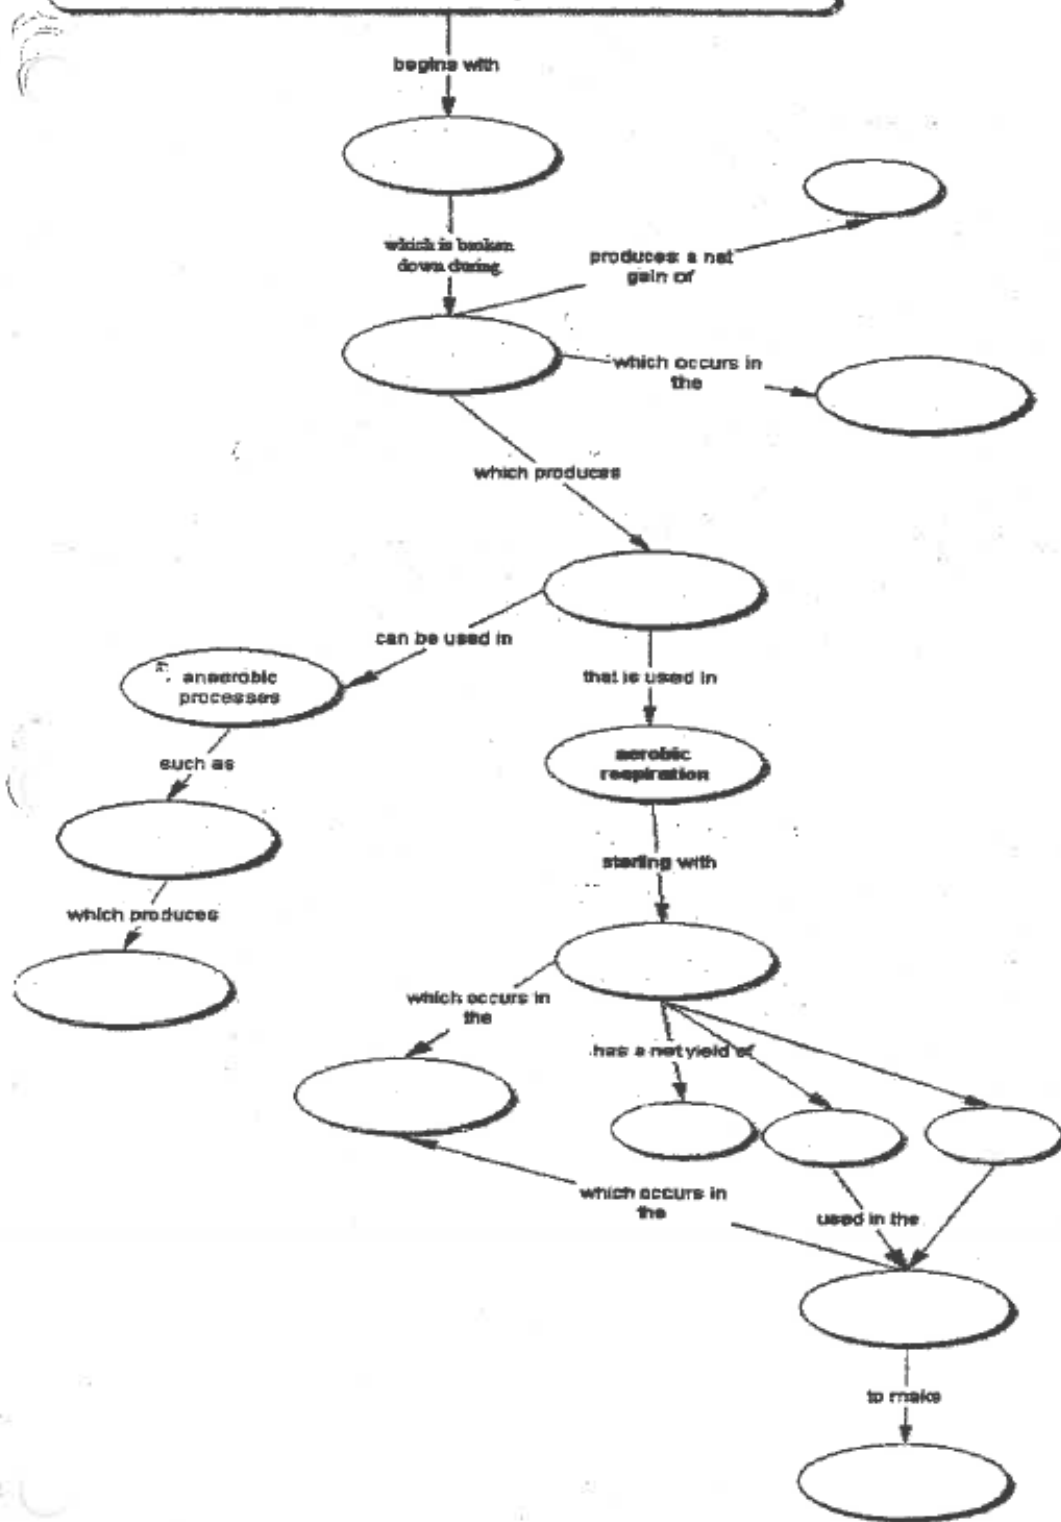 begins with
which is broken
down during
produces a net
gain of
which occurs in
the
which produces
can be used in
anaerobic
processes
that is used in
such as
aerobic
respiration
starting with
which produces
which occurs in
the
has a net yield of
which occurs in
the
used in the
to make